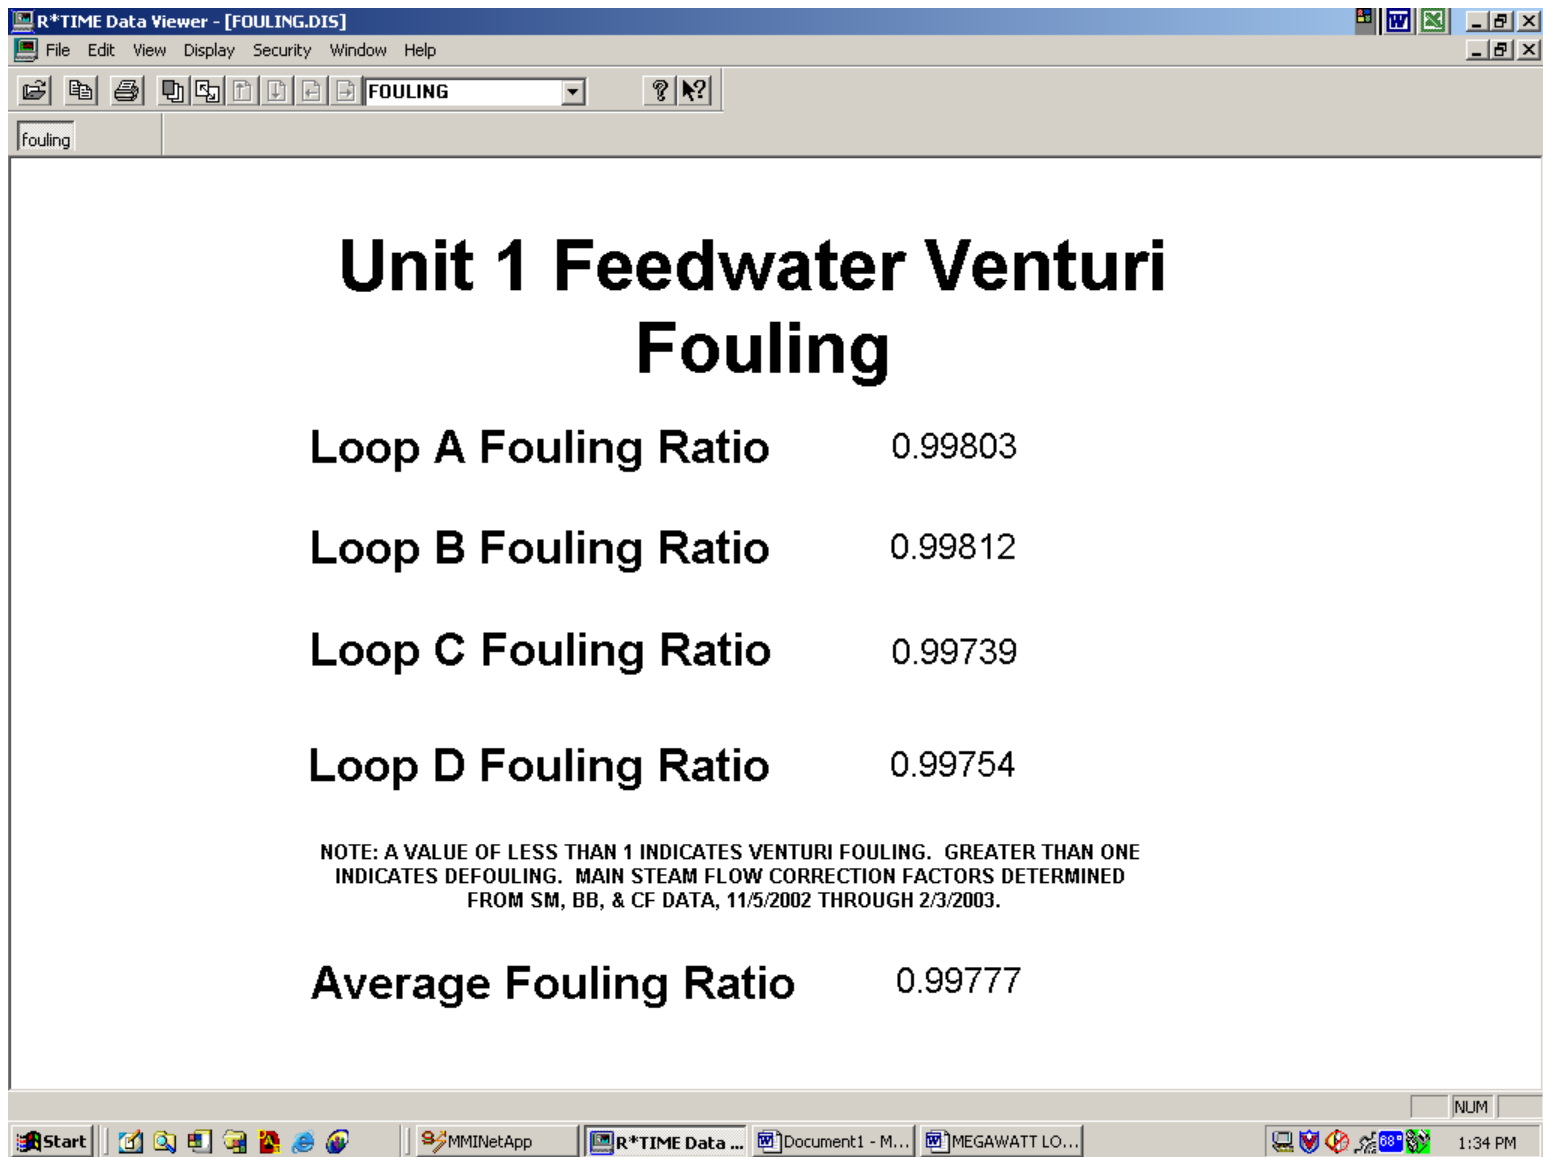 R*TIME Data Viewer - [FOULING.DIS]
File Edit View Display Security Window Help
FOULING
fouling
Unit 1 Feedwater Venturi
Fouling
Loop A Fouling Ratio 0.99803
Loop B Fouling Ratio 0.99812
Loop C Fouling Ratio 0.99739
Loop D Fouling Ratio 0.99754
NOTE: A VALUE OF LESS THAN 1 INDICATES VENTURI FOULING. GREATER THAN ONE
INDICATES DEFOULING. MAIN STEAM FLOW CORRECTION FACTORS DETERMINED
FROM SM, BB, & CF DATA, 11/5/2002 THROUGH 2/3/2003.
Average Fouling Ratio 0.99777
NUM
Start MMINetApp R*TIME Data ... Document1 - M... MEGAWATT LO... 68° 1:34 PM